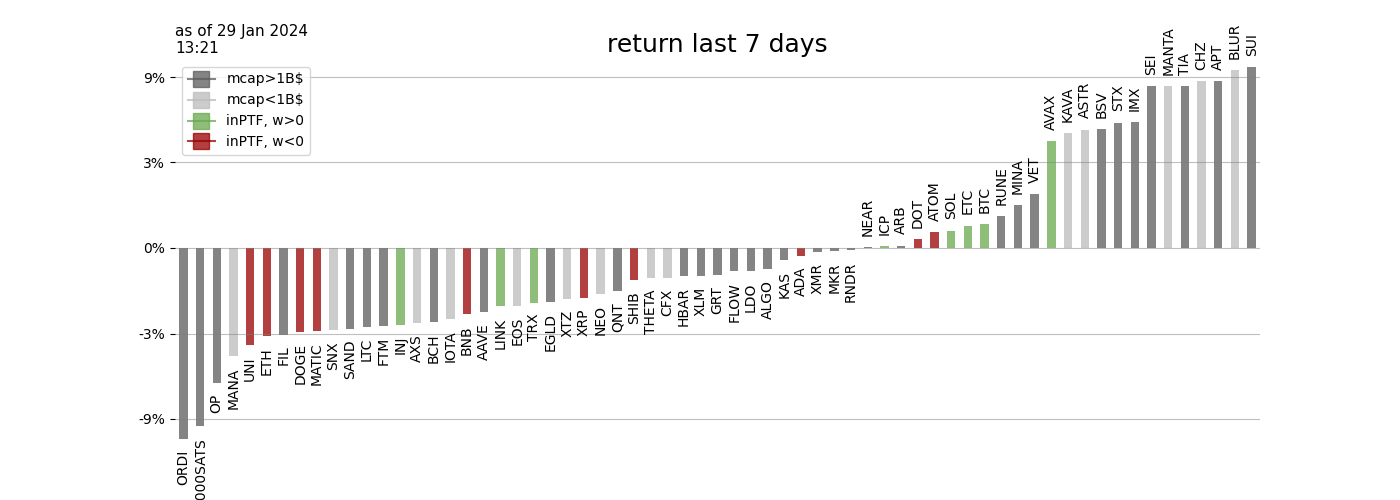 as of 29 Jan 2024
13:21
return last 7 days
mcap>1B$
mcap<1B$
inPTF, w>0
inPTF, w<0
9%
3%
0%
-3%
-9%
ORDI
000SATS
OP
MANA
UNI
ETH
FIL
DOGE
MATIC
SNX
SAND
LTC
FTM
INJ
AXS
BCH
IOTA
BNB
AAVE
LINK
EOS
TRX
EGLD
XTZ
XRP
NEO
QNT
SHIB
THETA
CFX
HBAR
XLM
GRT
FLOW
LDO
ALGO
KAS
ADA
XMR
MKR
RNDR
NEAR
ICP
ARB
DOT
ATOM
SOL
ETC
BTC
RUNE
MINA
VET
AVAX
KAVA
ASTR
BSV
STX
IMX
SEI
MANTA
TIA
CHZ
APT
BLUR
SUI